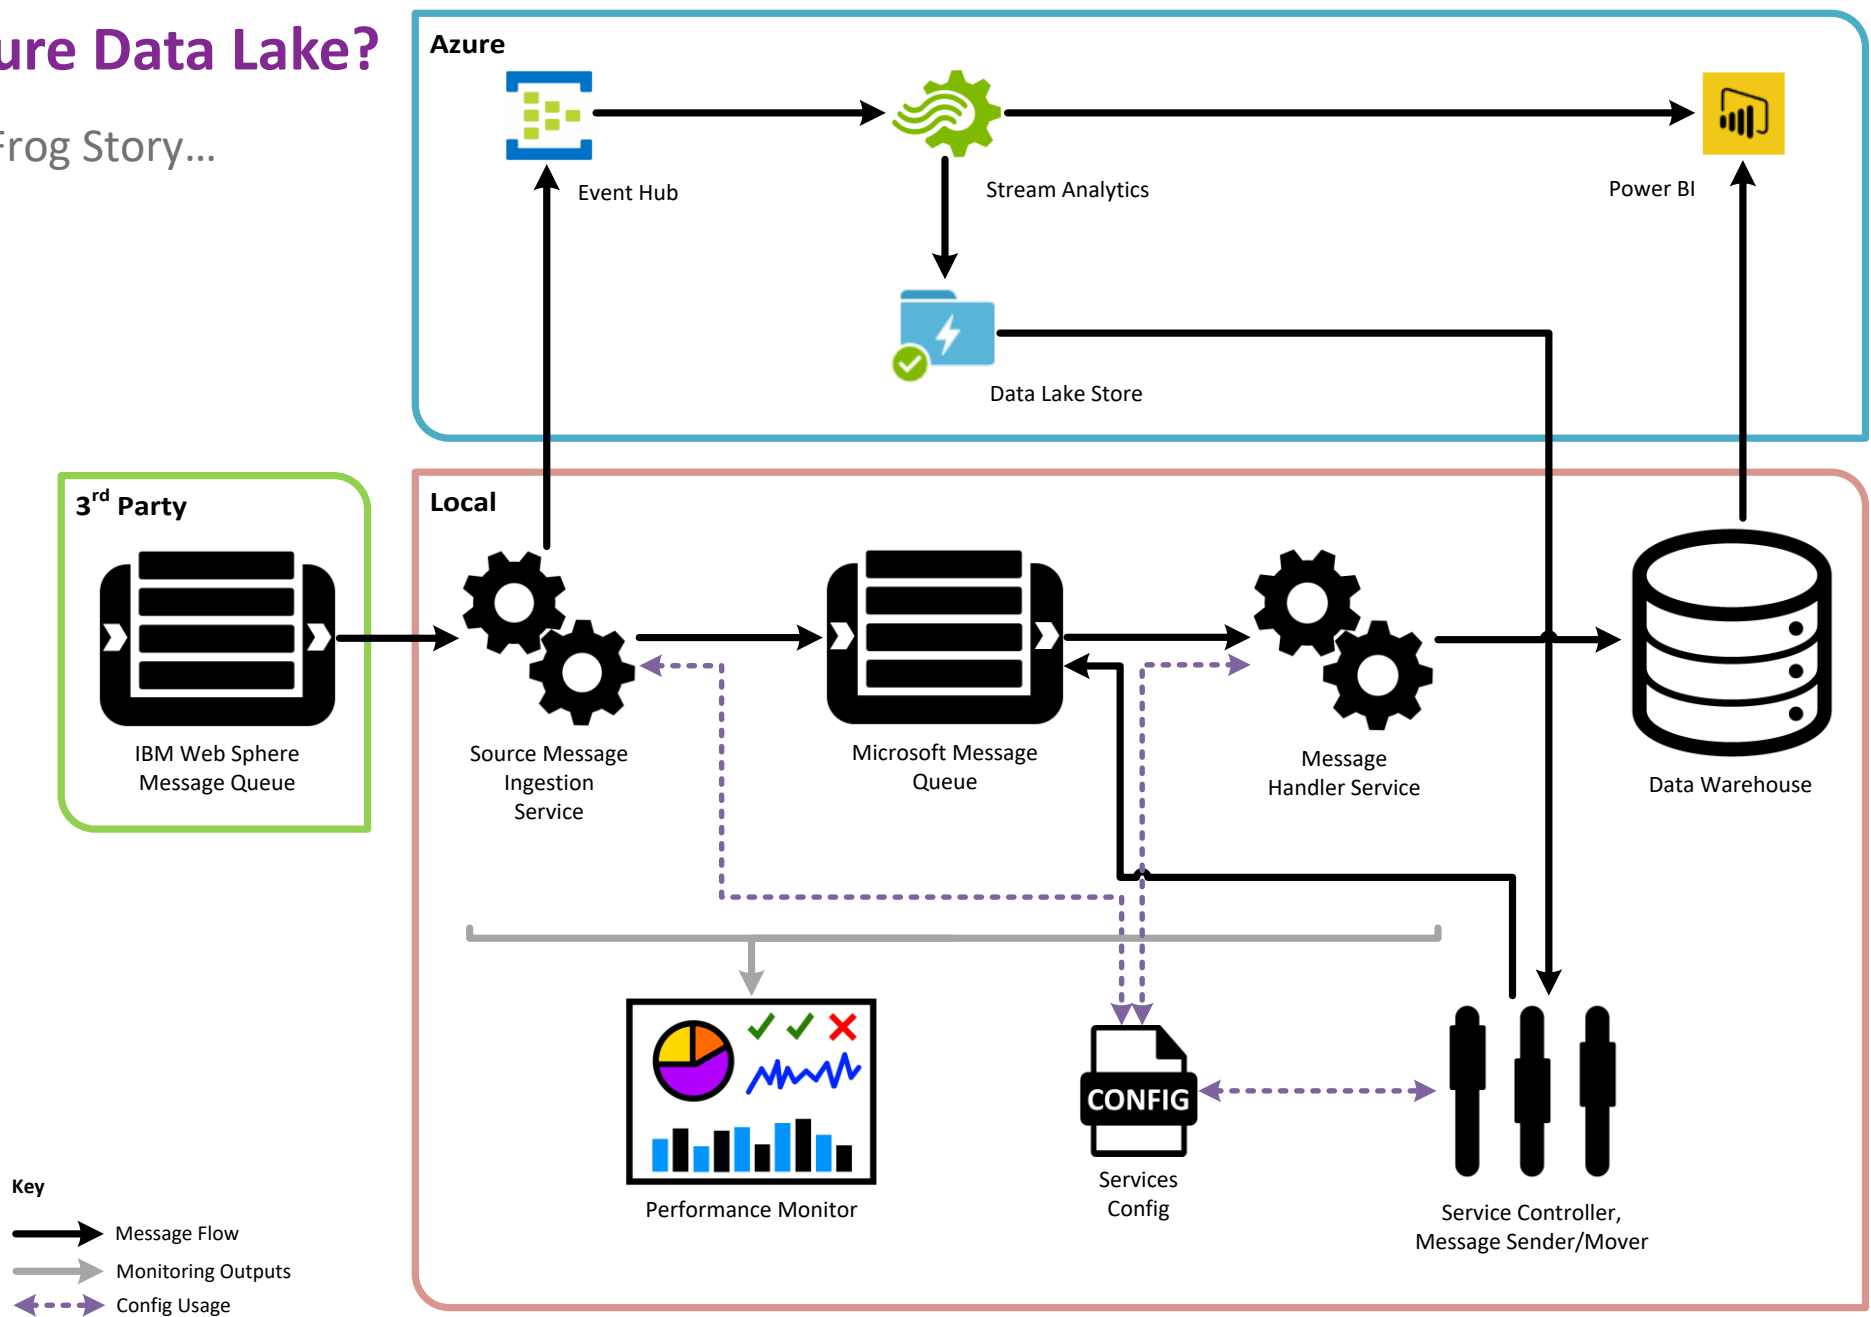 ure Data Lake?
Frog Story...
Azure
Event Hub
Stream Analytics
Power BI
Data Lake Store
3rd Party
Local
IBM Web Sphere
Message Queue
Source Message
Ingestion
Service
Microsoft Message
Queue
Message
Handler Service
Data Warehouse
CONFIG
Performance Monitor
Services
Config
Service Controller,
Message Sender/Mover
Key
Message Flow
Monitoring Outputs
Config Usage